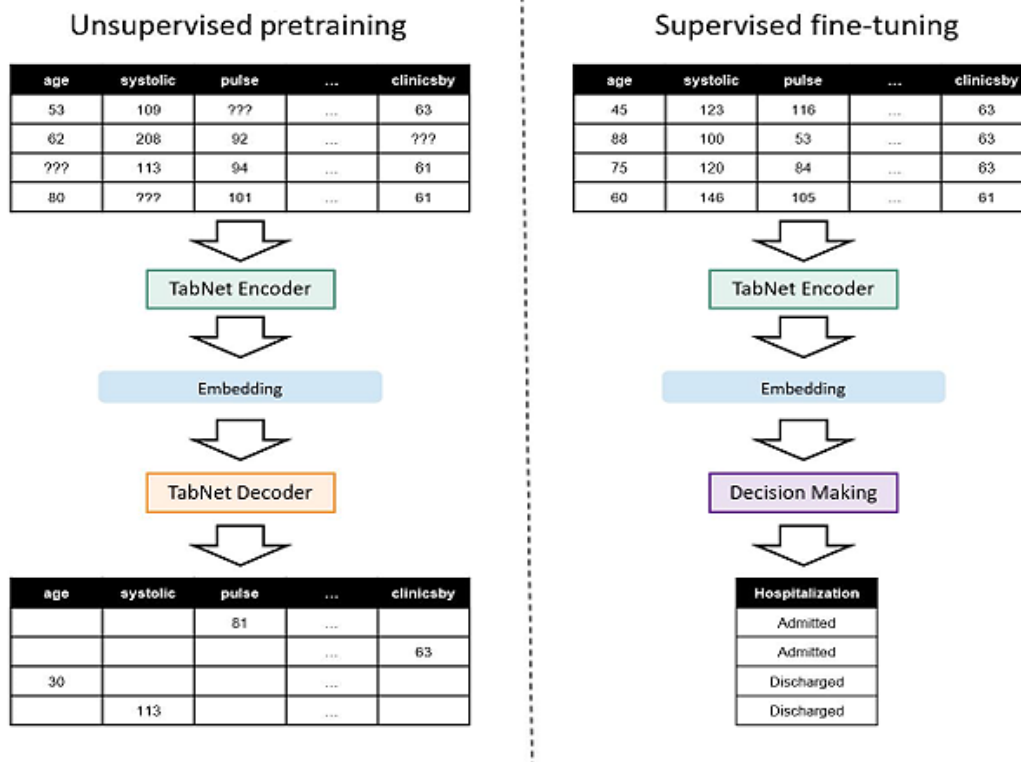 Unsupervised pretraining
age systolic pulse ... clinicsby
53 109 ??? ... 63
62 208 92 ... ???
??? 113 94 ... 61
80 ??? 101 ... 61
TabNet Encoder
Embedding
TabNet Decoder
age systolic pulse ... clinicsby
81 ...
... 63
30 ...
113 ...
Supervised fine-tuning
age systolic pulse ... clinicsby
45 123 116 ... 63
88 100 53 ... 63
75 120 84 ... 63
60 146 105 ... 61
TabNet Encoder
Embedding
Decision Making
Hospitalization
Admitted
Admitted
Discharged
Discharged